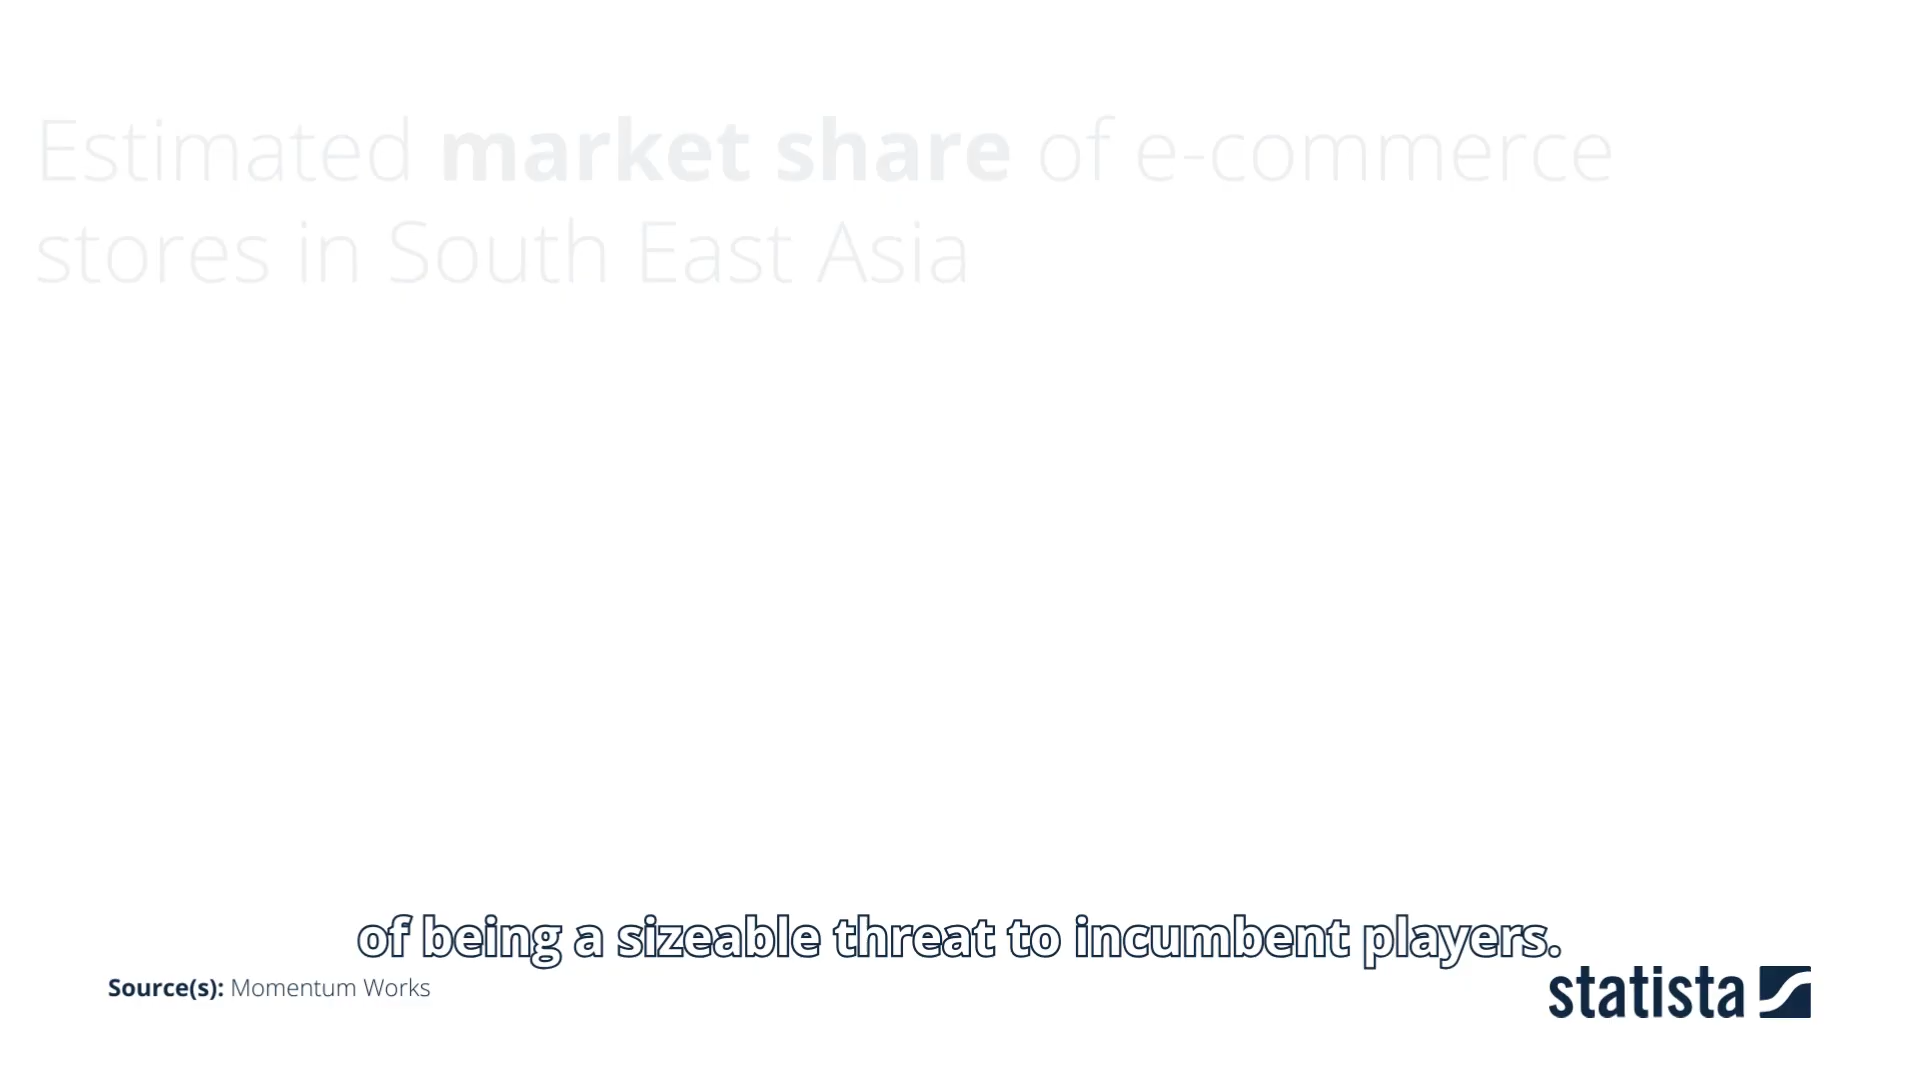 Estimated market share of e-commerce
stores in South East Asia
of being a sizeable threat to incumbent players.
Source(s): Momentum Works
statista